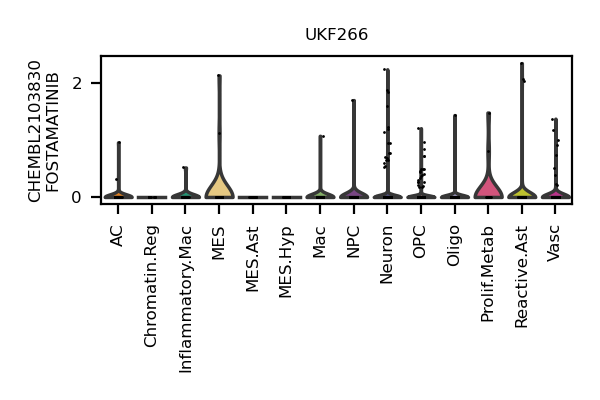 UKF266
CHEMBL2103830
FOSTAMATINIB
2
0
AC
Chromatin.Reg
Inflammatory.Mac
MES
MES.Ast
MES.Hyp
Mac
NPC
Neuron
OPC
Oligo
Prolif.Metab
Reactive.Ast
Vasc